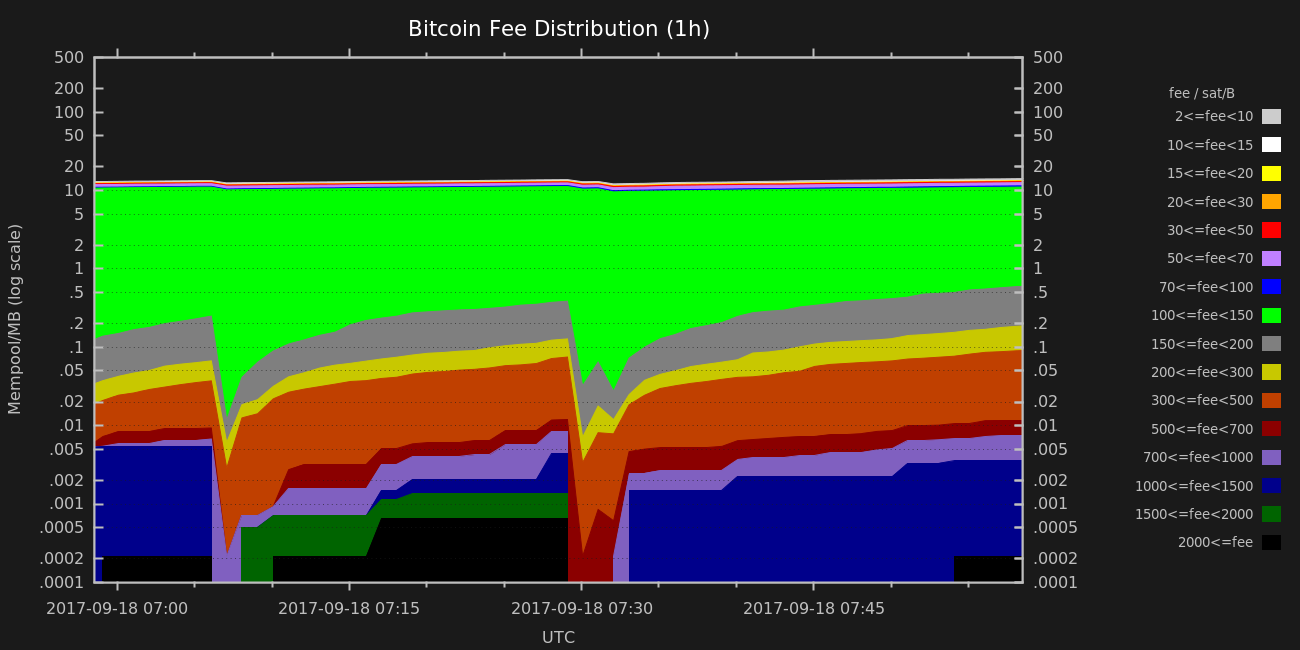 Bitcoin Fee Distribution (1h)
500 500
200 200
100 100
50 50
20 20
10 10
5 5
2 2
1 1
.5 .5
.2 .2
.1 .1
.05 .05
.02 .02
.01 .01
.005 .005
.002 .002
.001 .001
.0005 .0005
.0002 .0002
.0001 .0001
Mempool/MB (log scale)
2017-09-18 07:00 2017-09-18 07:15 2017-09-18 07:30 2017-09-18 07:45
UTC
fee / sat/B
2<=fee<10
10<=fee<15
15<=fee<20
20<=fee<30
30<=fee<50
50<=fee<70
70<=fee<100
100<=fee<150
150<=fee<200
200<=fee<300
300<=fee<500
500<=fee<700
700<=fee<1000
1000<=fee<1500
1500<=fee<2000
2000<=fee